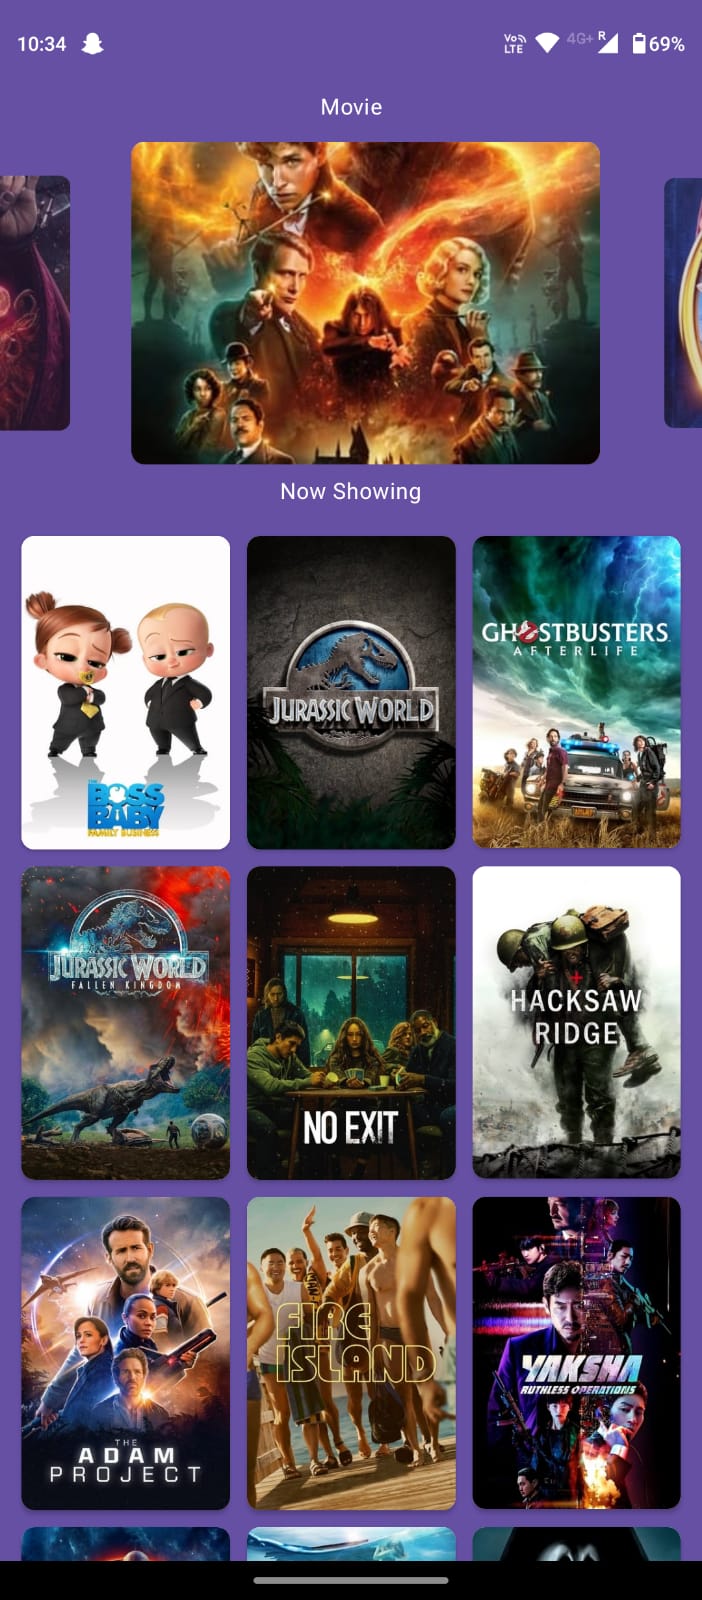 10:34
Vo LTE
4G+
R
69%
Movie
Now Showing
THE
BOSS
BABY
FAMILY BUSINESS
JURASSIC WORLD
GHOSTBUSTERS
AFTERLIFE
JURASSIC WORLD
FALLEN KINGDOM
NO EXIT
HACKSAW
RIDGE
THE
ADAM
PROJECT
FIRE
ISLAND
YAKSHA
RUTHLESS OPERATIONS